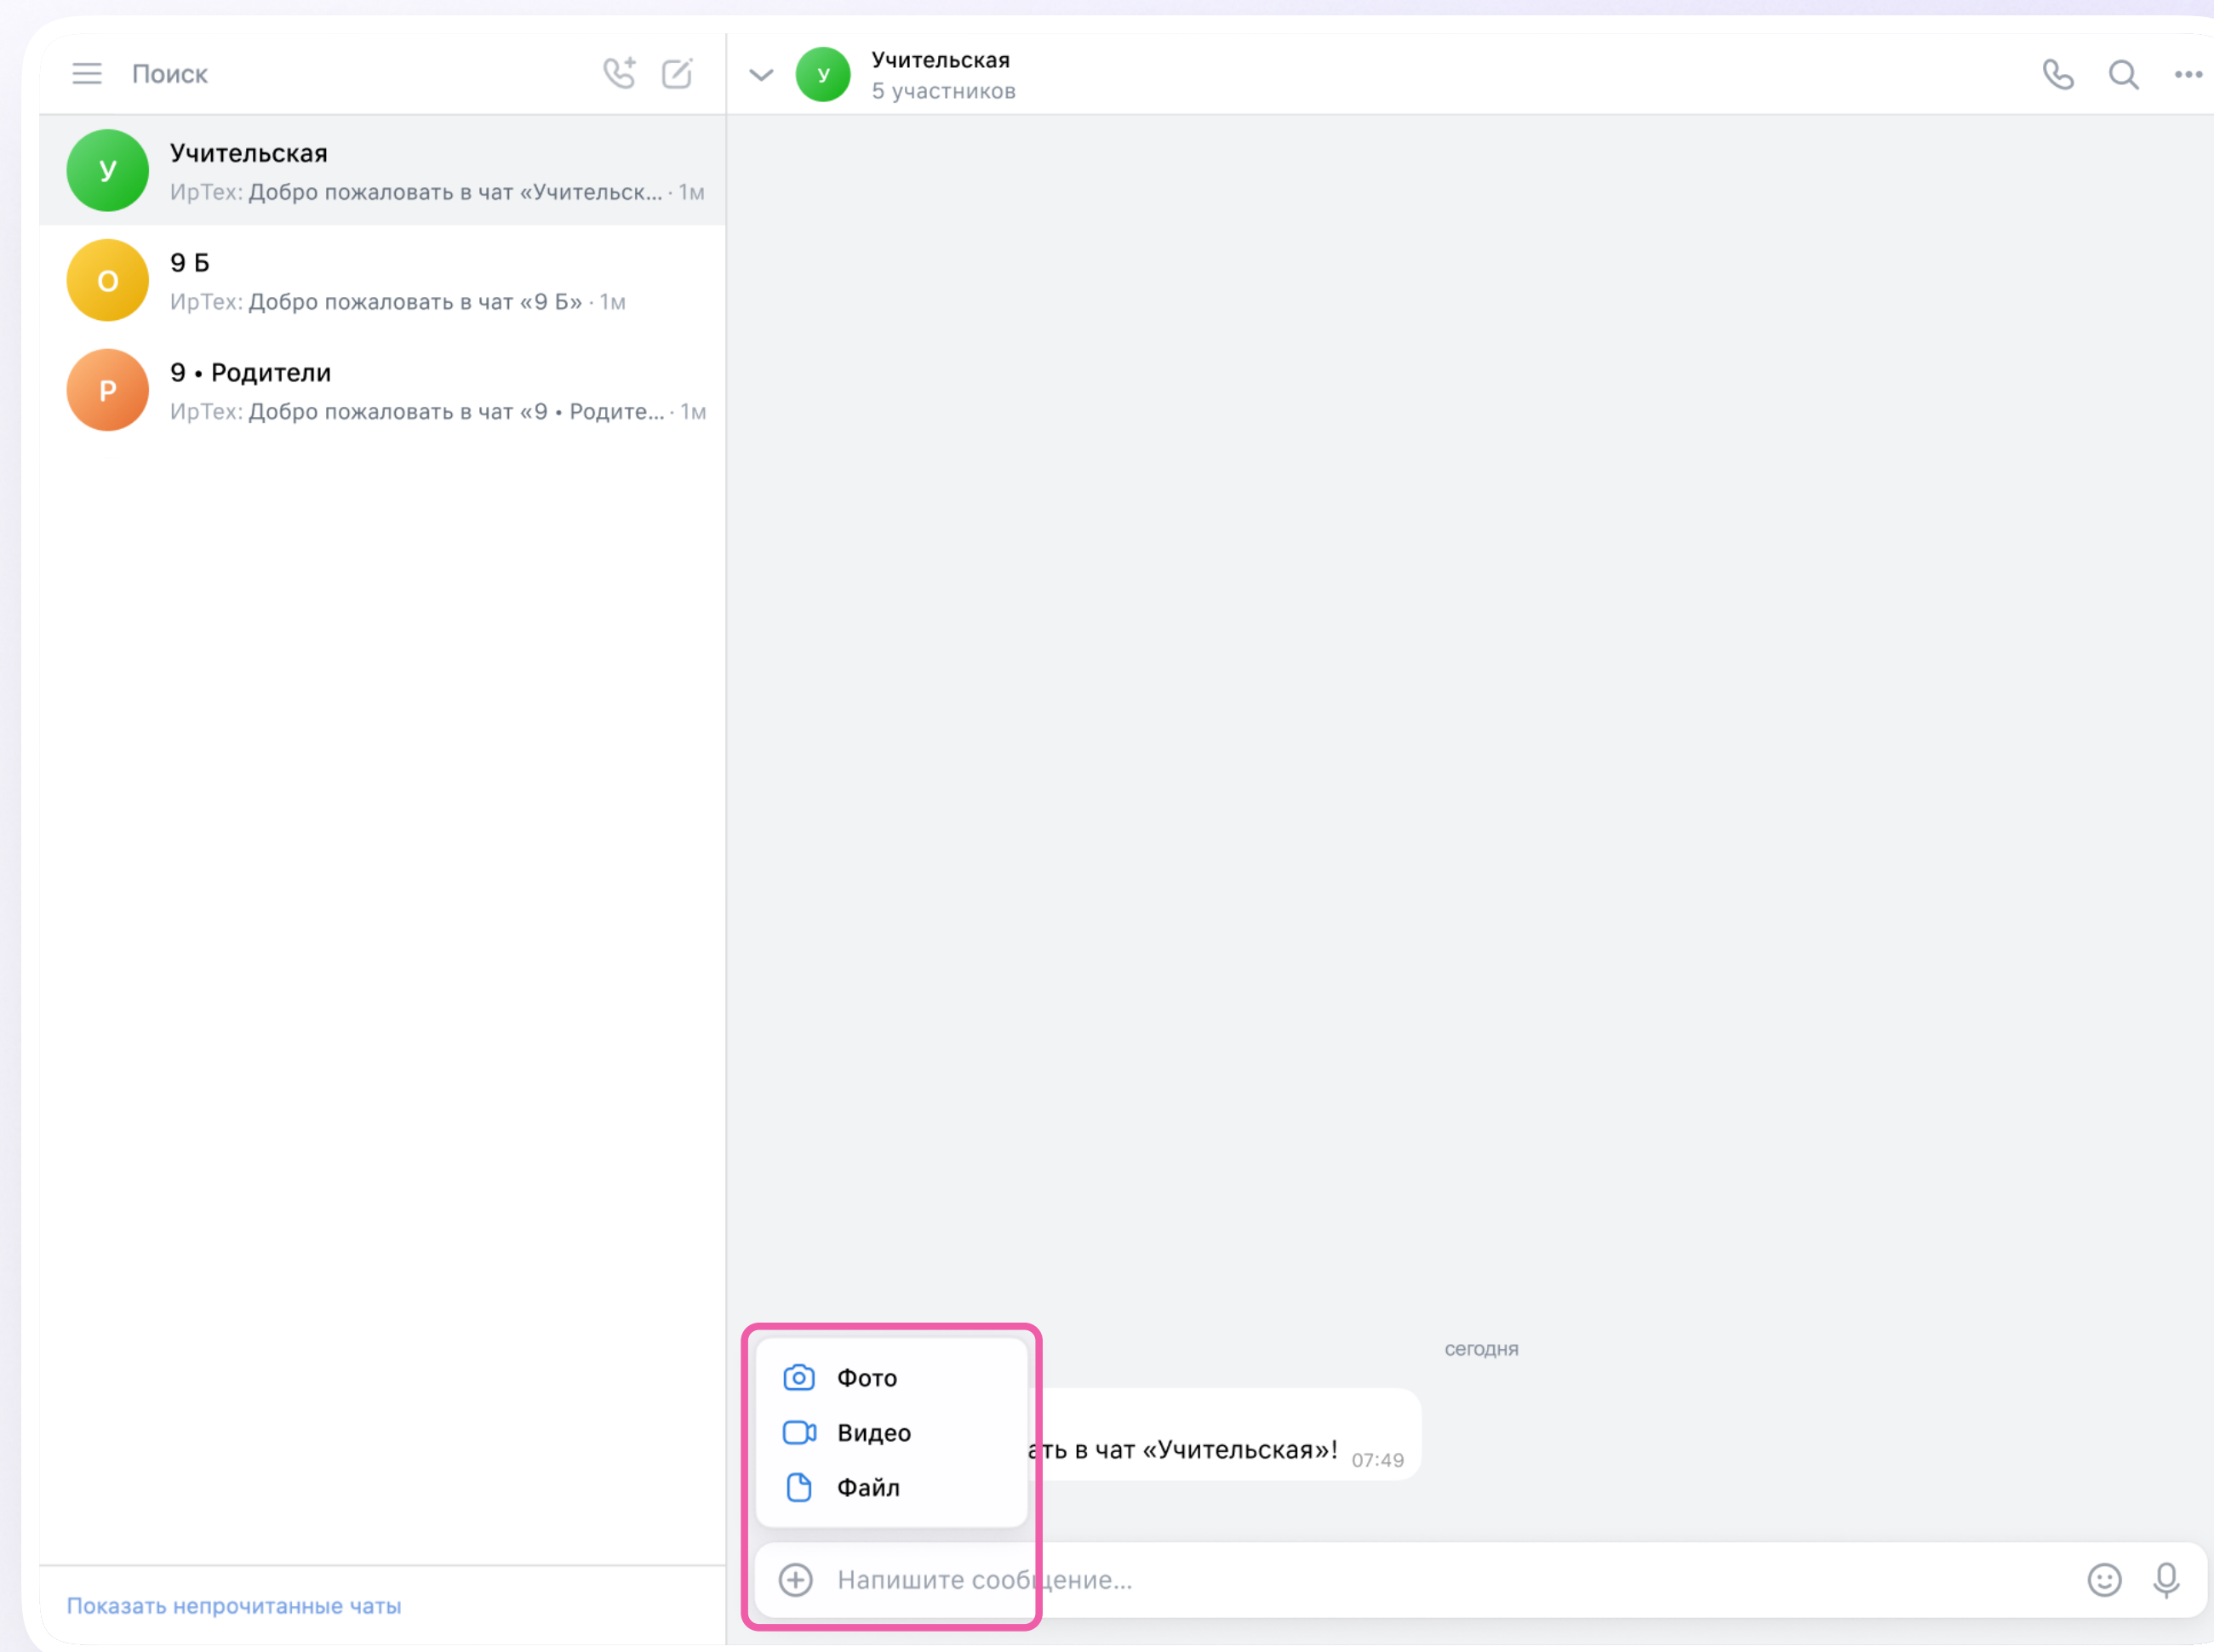 Поиск
Учительская
5 участников
У
У
Учительская
ИрТех: Добро пожаловать в чат «Учительск... · 1м
О
9 Б
ИрТех: Добро пожаловать в чат «9 Б» · 1м
Р
9 • Родители
ИрТех: Добро пожаловать в чат «9 • Родите... · 1м
сегодня
Фото
Видео
ать в чат «Учительская»! 07:49
Файл
Напишите сообщение...
Показать непрочитанные чаты